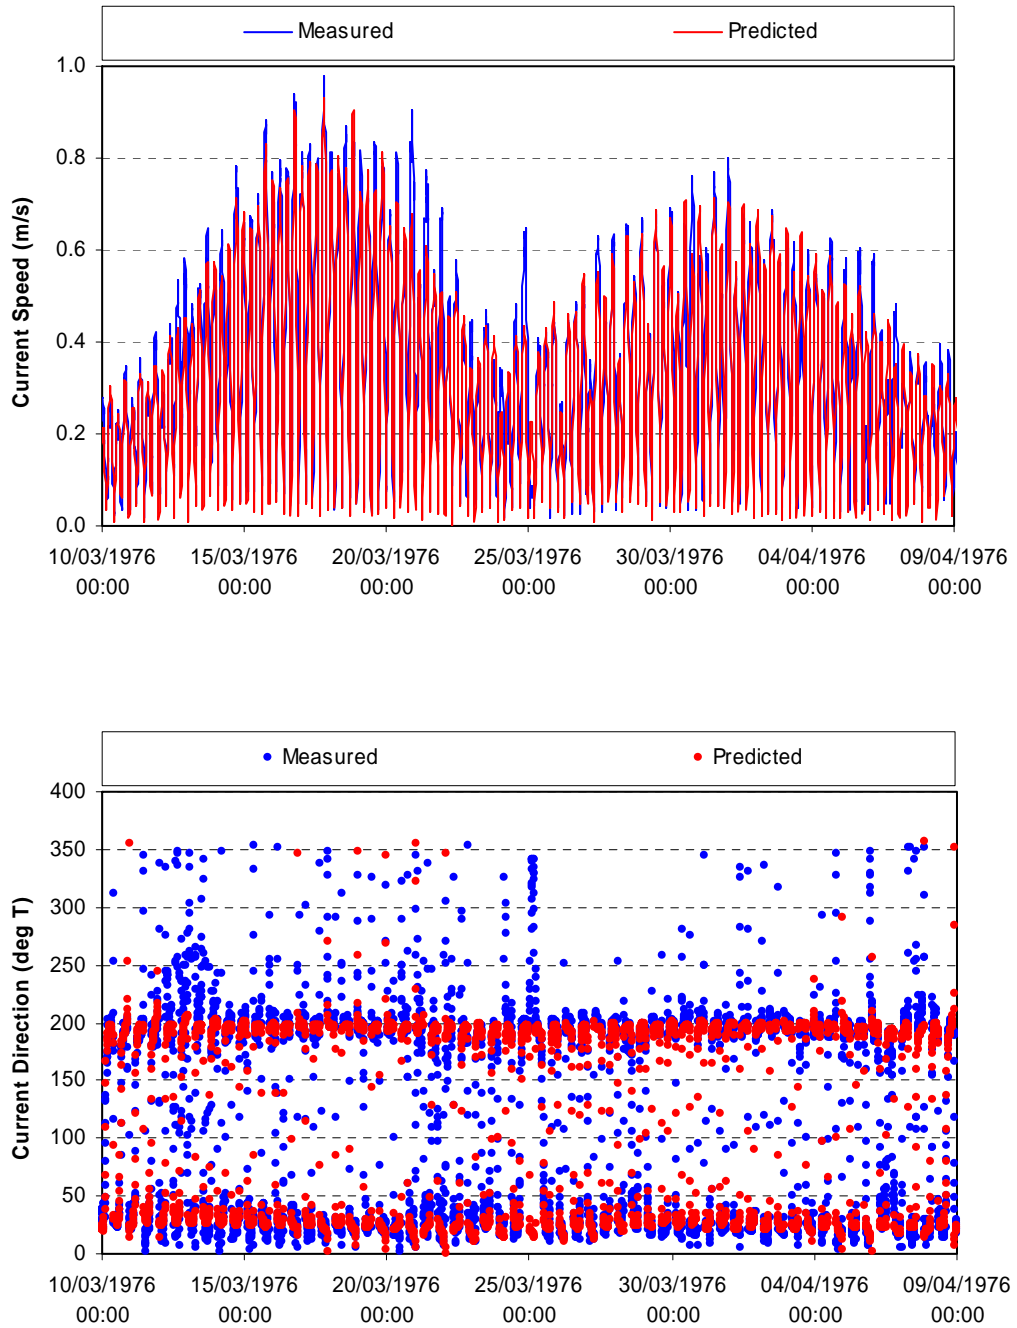 Measured Predicted
1.0
0.8
0.6
0.4
0.2
0.0
Current Speed (m/s)
10/03/1976 15/03/1976 20/03/1976 25/03/1976 30/03/1976 04/04/1976 09/04/1976
00:00 00:00 00:00 00:00 00:00 00:00 00:00
Measured Predicted
400
350
300
250
200
150
100
50
0
Current Direction (deg T)
10/03/1976 15/03/1976 20/03/1976 25/03/1976 30/03/1976 04/04/1976 09/04/1976
00:00 00:00 00:00 00:00 00:00 00:00 00:00